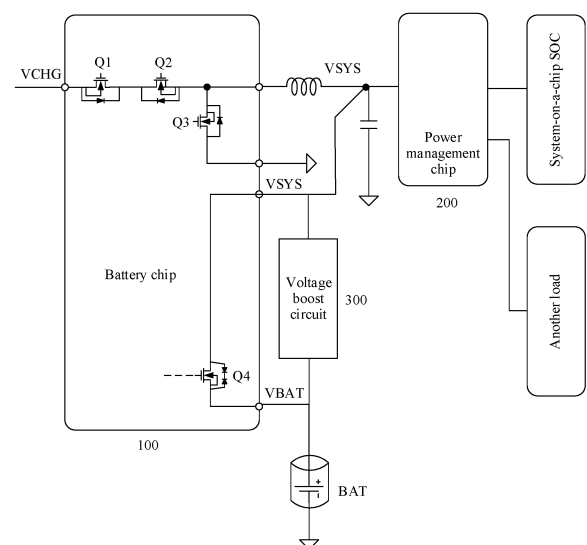 VCHG
Q1
Q2
Q3
VSYS
Power
management
chip
200
System-on-a-chip SOC
VSYS
Battery chip
Voltage
boost
circuit
300
Another load
Q4
VBAT
100
+
BAT